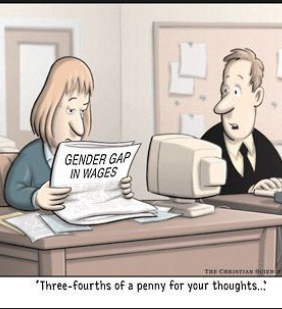 GENDER GAP
IN WAGES
THE CHRISTIAN SCIENCE
"Three-fourths of a penny for your thoughts..."